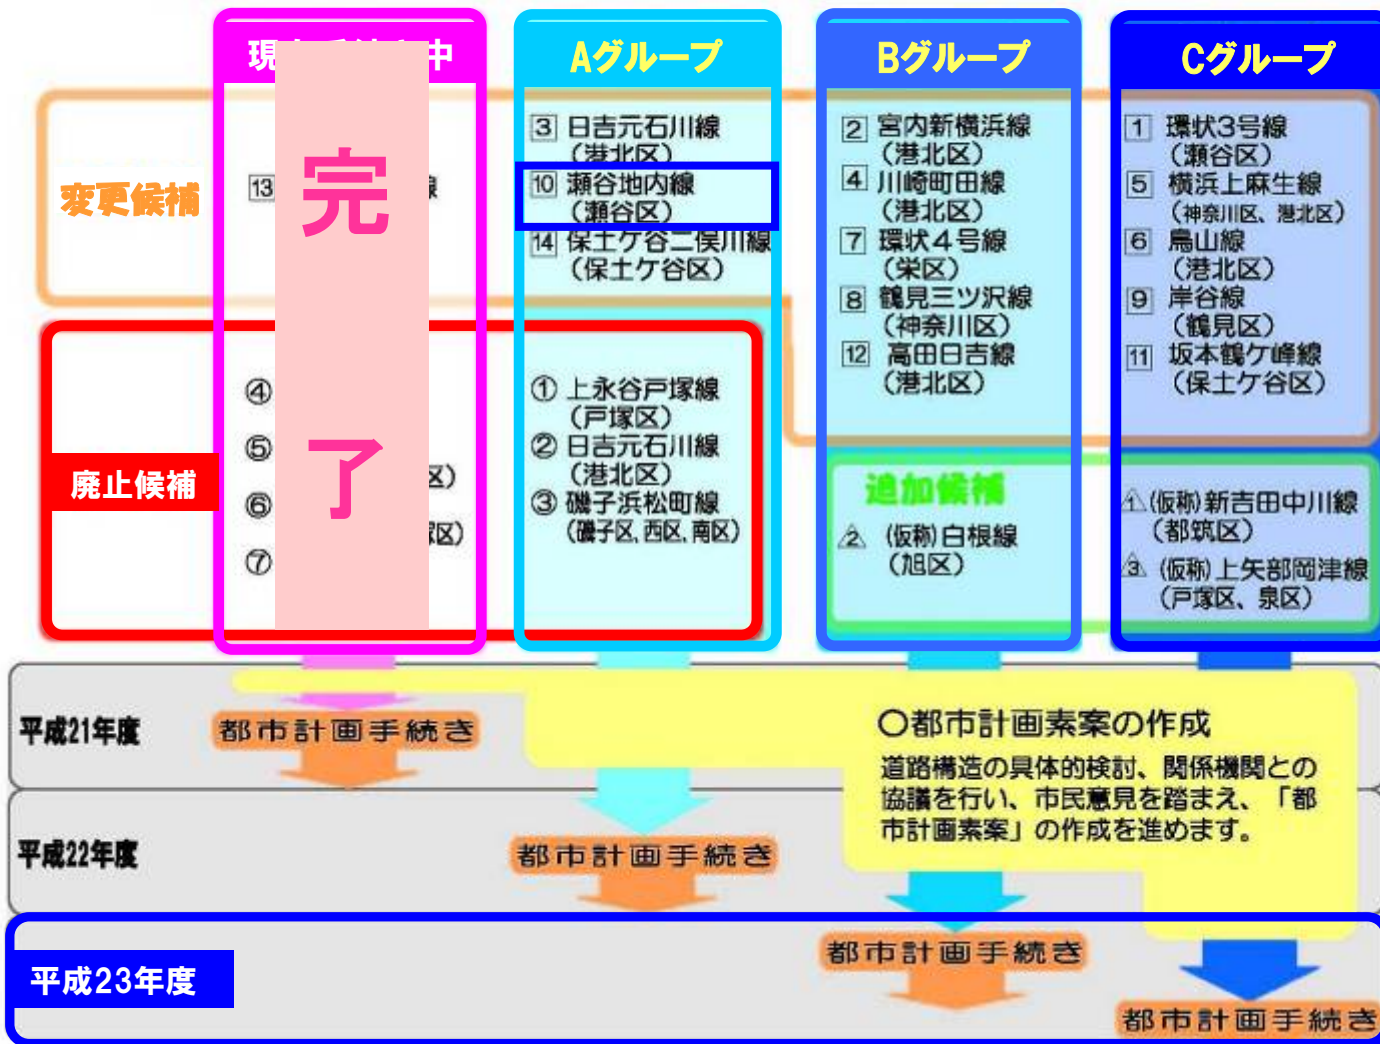 現
中
Aグループ
Bグループ
Cグループ
変更候補
13
線
完
了
3 日吉元石川線
(港北区)
10 瀬谷地内線
(瀬谷区)
14 保土ケ谷二俣川線
(保土ケ谷区)
2 宮内新横浜線
(港北区)
4 川崎町田線
(港北区)
7 環状4号線
(栄区)
8 鶴見三ツ沢線
(神奈川区)
12 高田日吉線
(港北区)
1 環状3号線
(瀬谷区)
5 横浜上麻生線
(神奈川区、港北区)
6 鳥山線
(港北区)
9 岸谷線
(鶴見区)
11 坂本鶴ケ峰線
(保土ケ谷区)
廃止候補
④
⑤
区)
⑥
区)
⑦
① 上永谷戸塚線
(戸塚区)
② 日吉元石川線
(港北区)
③ 磯子浜松町線
(磯子区、西区、南区)
追加候補
2 (仮称)白根線
(旭区)
1 (仮称)新吉田中川線
(都筑区)
3 (仮称)上矢部岡津線
(戸塚区、泉区)
平成21年度
都市計画手続き
〇都市計画素案の作成
道路構造の具体的検討、関係機関との
協議を行い、市民意見を踏まえ、「都
市計画素案」の作成を進めます。
平成22年度
都市計画手続き
平成23年度
都市計画手続き
都市計画手続き